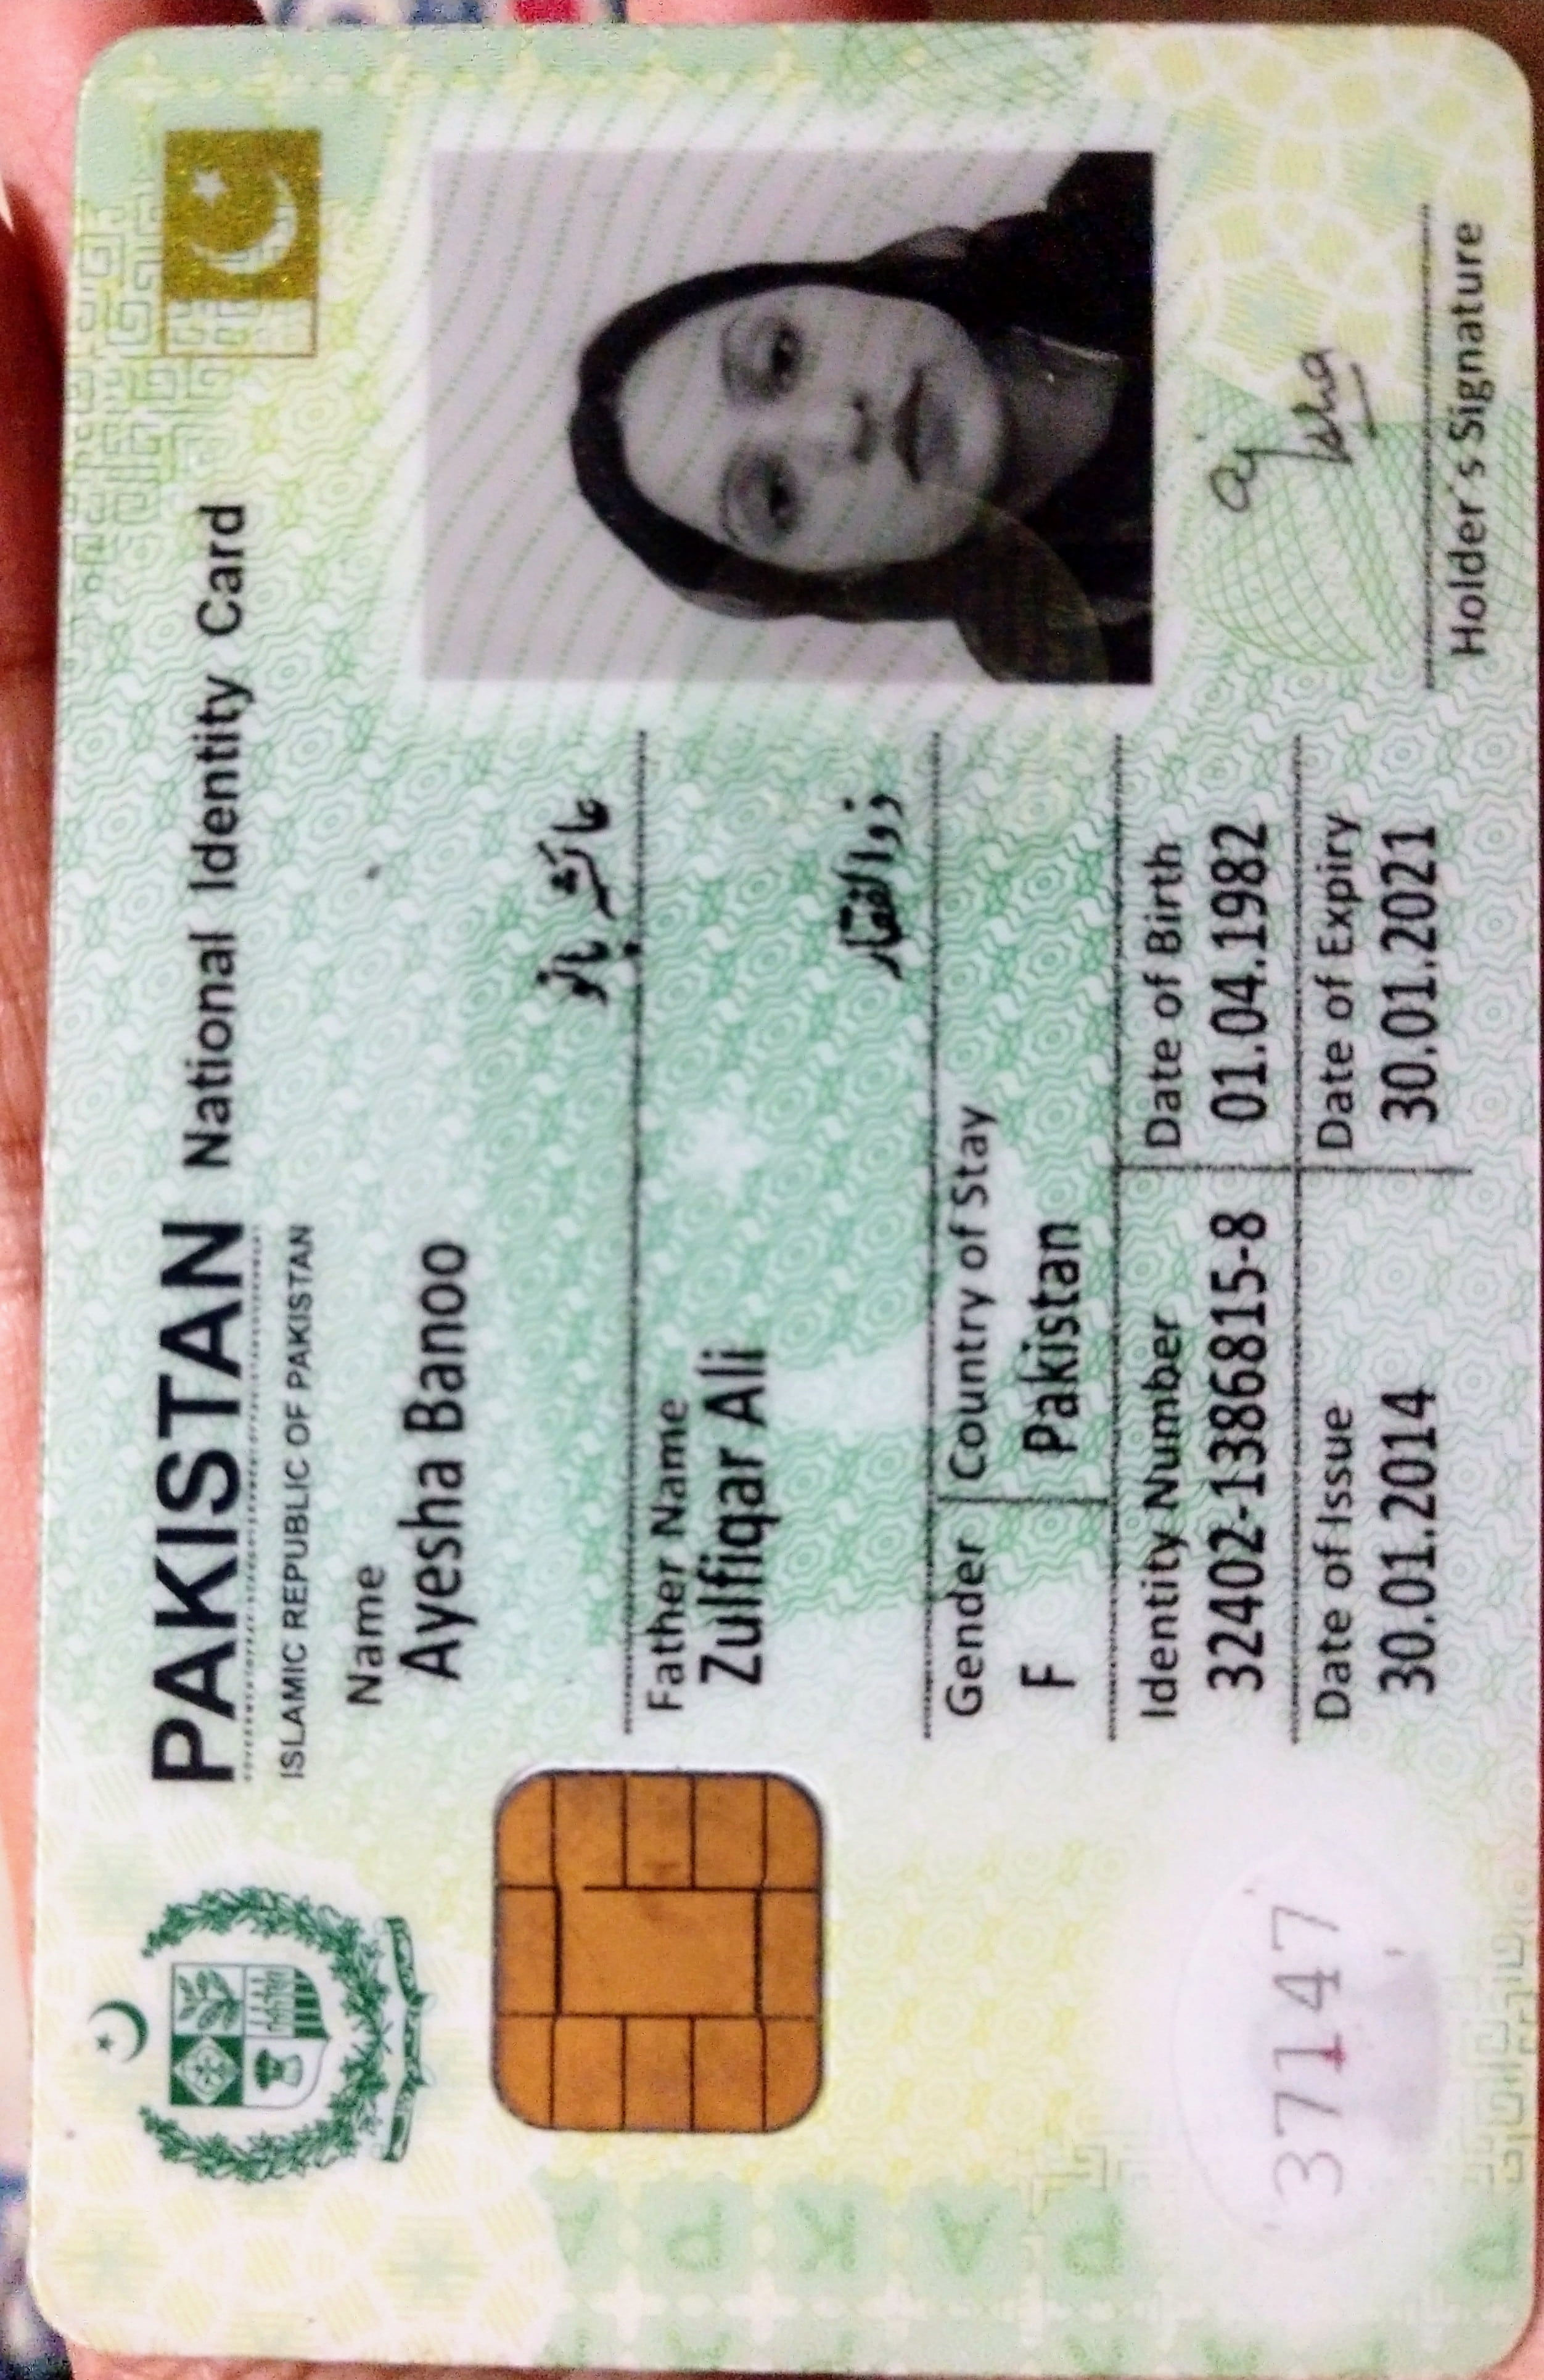 PAKISTAN National Identity Card
ISLAMIC REPUBLIC OF PAKISTAN
Name
Ayesha Banoo
عائشہ بانو
Father Name
Zulfiqar Ali
ذوالفقار
Gender
Country of Stay
F
Pakistan
Identity Number
Date of Birth
32402-1386815-8
01.04.1982
Date of Issue
Date of Expiry
30.01.2014
30.01.2021
Holder's Signature
37147